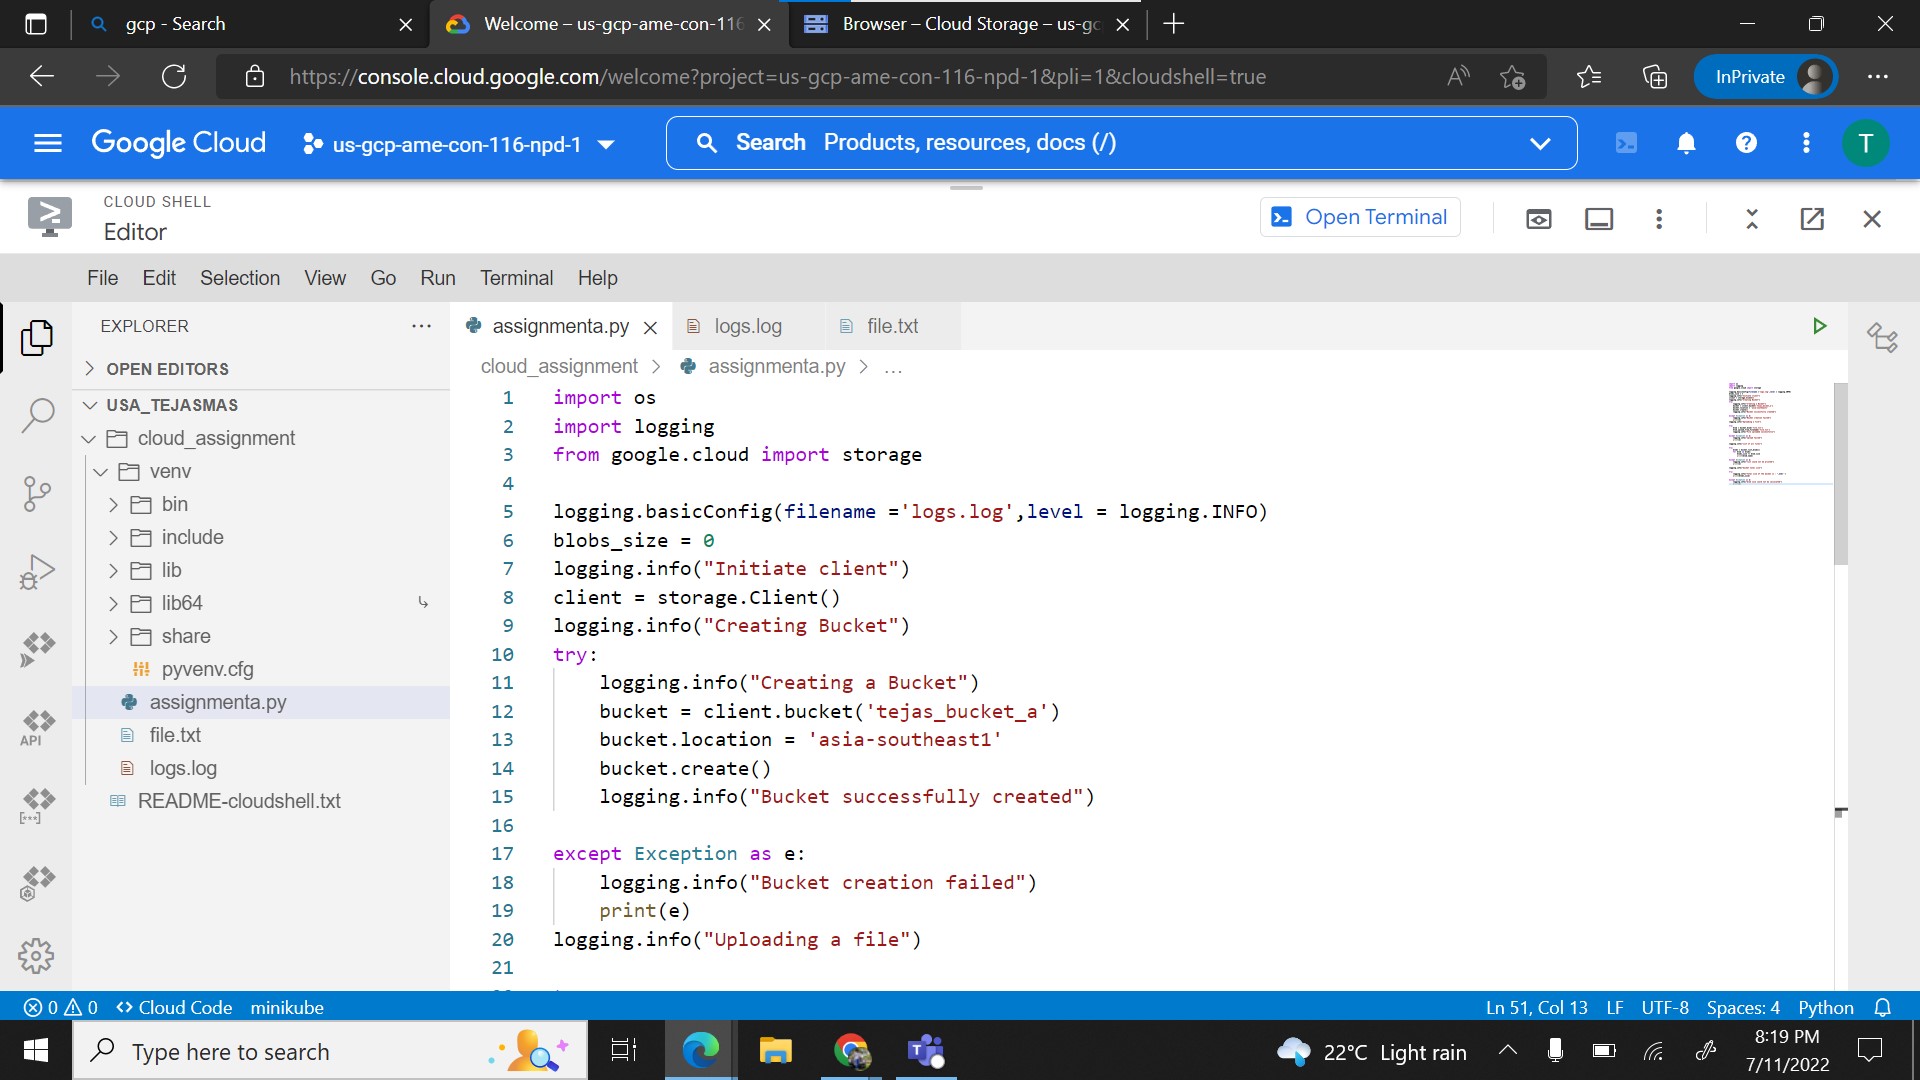 gcp - Search
Welcome – us-gcp-ame-con-116
Browser – Cloud Storage – us-gc
https://console.cloud.google.com/welcome?project=us-gcp-ame-con-116-npd-1&pli=1&cloudshell=true
InPrivate
Google Cloud
us-gcp-ame-con-116-npd-1
Search Products, resources, docs (/)
T
CLOUD SHELL
Editor
Open Terminal
File Edit Selection View Go Run Terminal Help
EXPLORER
OPEN EDITORS
USA_TEJASMAS
cloud_assignment
venv
bin
include
lib
lib64
share
pyvenv.cfg
assignmenta.py
file.txt
logs.log
README-cloudshell.txt
API
assignmenta.py
logs.log
file.txt
cloud_assignment > assignmenta.py > ...
1 import os
2 import logging
3 from google.cloud import storage
4
5 logging.basicConfig(filename ='logs.log',level = logging.INFO)
6 blobs_size = 0
7 logging.info("Initiate client")
8 client = storage.Client()
9 logging.info("Creating Bucket")
10 try:
11 logging.info("Creating a Bucket")
12 bucket = client.bucket('tejas_bucket_a')
13 bucket.location = 'asia-southeast1'
14 bucket.create()
15 logging.info("Bucket successfully created")
16
17 except Exception as e:
18 logging.info("Bucket creation failed")
19 print(e)
20 logging.info("Uploading a file")
21
0 0 Cloud Code minikube
Ln 51, Col 13 LF UTF-8 Spaces: 4 Python
Type here to search
22°C Light rain
8:19 PM
7/11/2022